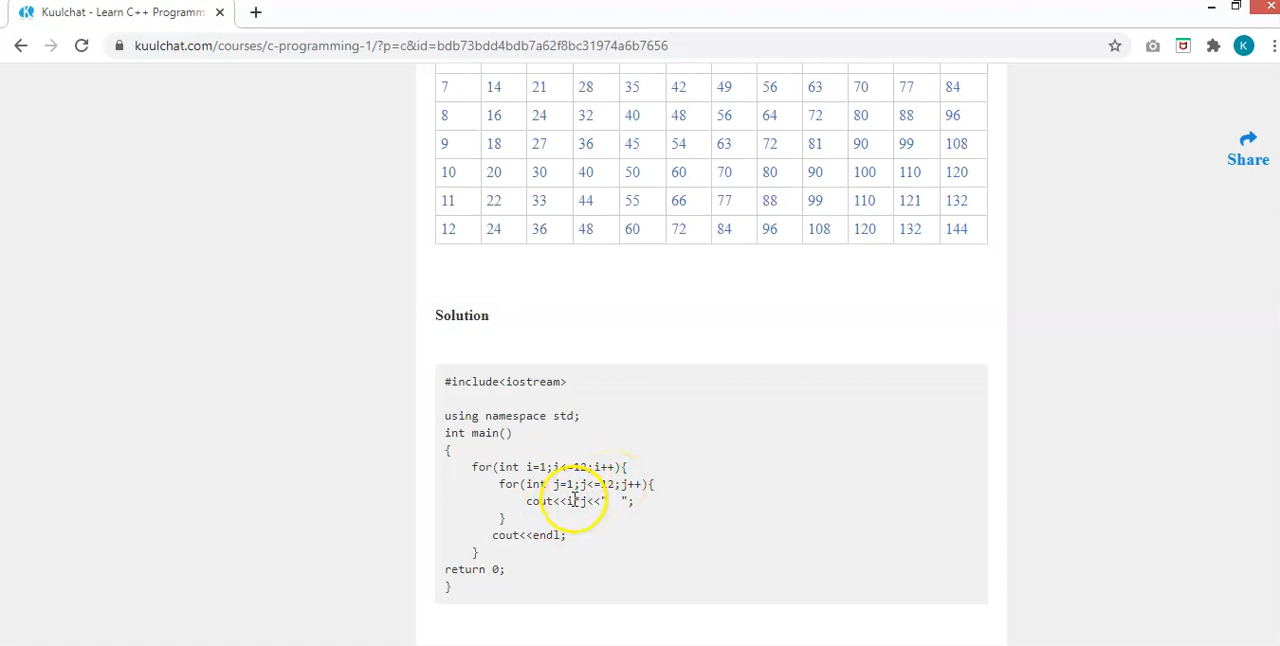 Kuulchat - Learn C++ Programm
kuulchat.com/courses/c-programming-1/?p=c&id=bdb73bdd4bdb7a62f8bc31974a6b7656
K
7 14 21 28 35 42 49 56 63 70 77 84
8 16 24 32 40 48 56 64 72 80 88 96
9 18 27 36 45 54 63 72 81 90 99 108
10 20 30 40 50 60 70 80 90 100 110 120
11 22 33 44 55 66 77 88 99 110 121 132
12 24 36 48 60 72 84 96 108 120 132 144
Share
Solution
#include<iostream>
using namespace std;
int main()
{
for(int i=1;i<=12;i++){
for(int j=1;j<=12;j++){
cout<<i*j<<"  ";
}
cout<<endl;
}
return 0;
}